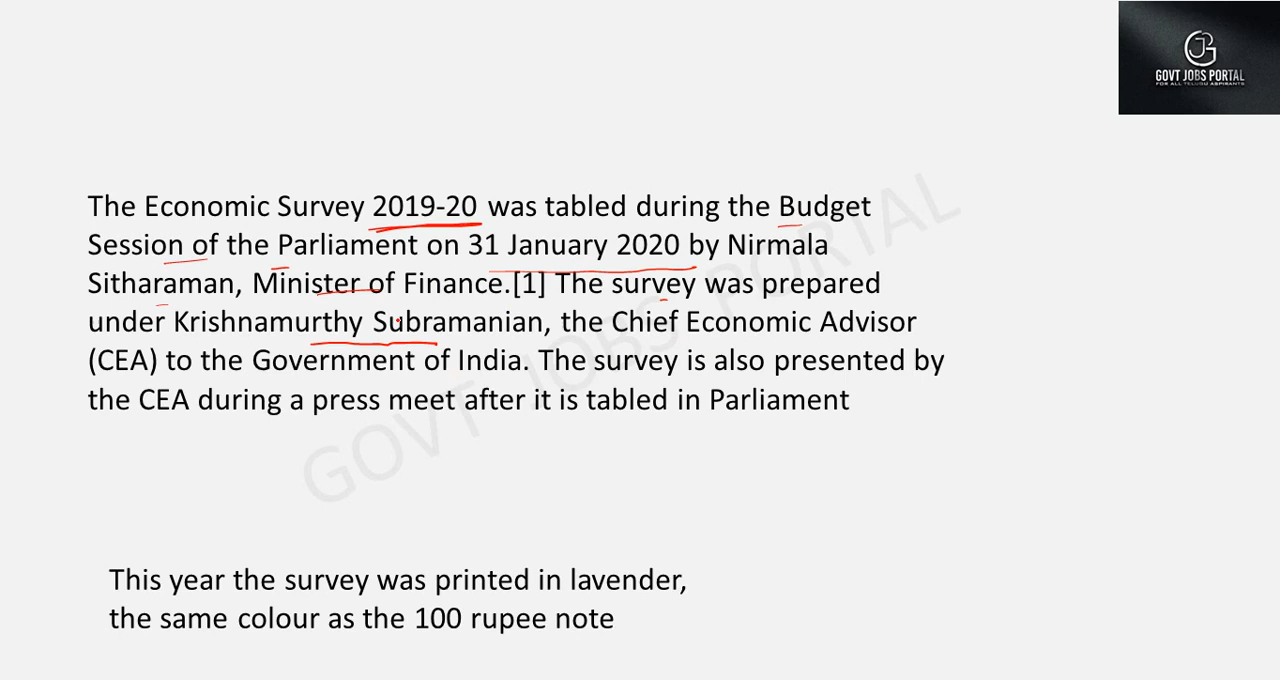 GOVT JOBS PORTAL
FOR ALL TELUGU ASPIRANTS
The Economic Survey 2019-20 was tabled during the Budget
Session of the Parliament on 31 January 2020 by Nirmala
Sitharaman, Minister of Finance.[1] The survey was prepared
under Krishnamurthy Subramanian, the Chief Economic Advisor
(CEA) to the Government of India. The survey is also presented by
the CEA during a press meet after it is tabled in Parliament
GOVT JOBS PORTAL
This year the survey was printed in lavender,
the same colour as the 100 rupee note